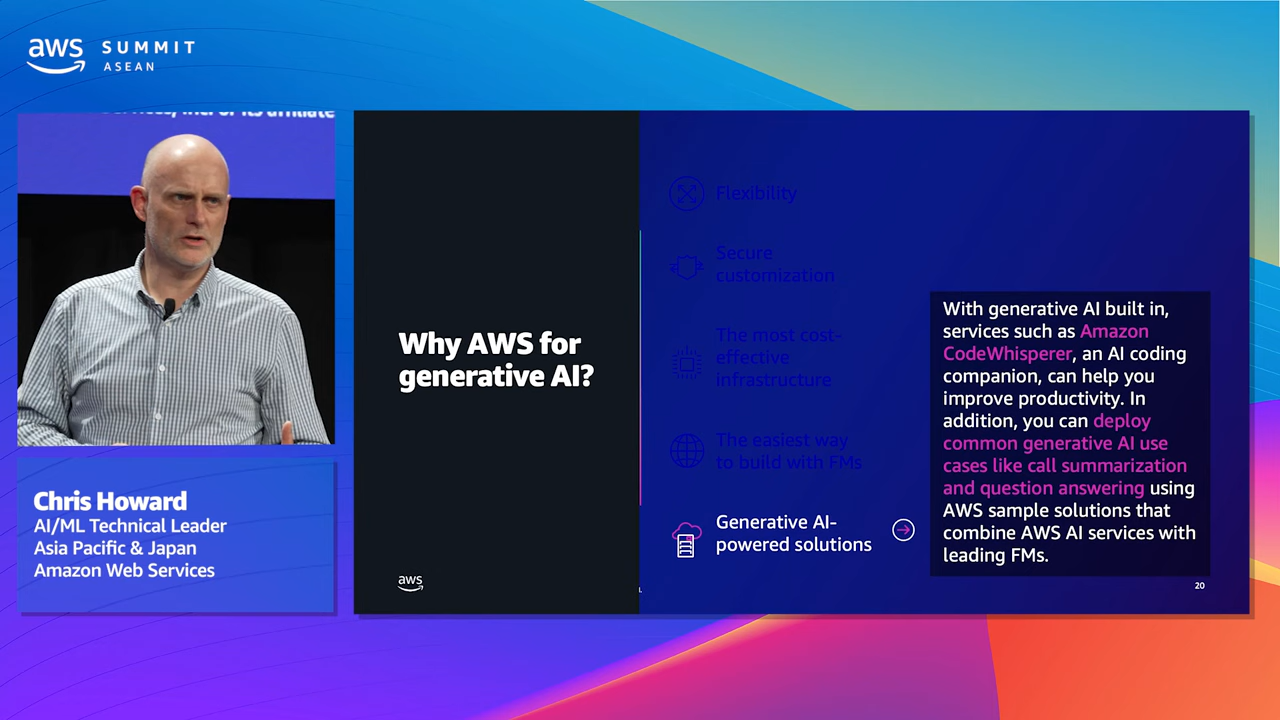 aws SUMMIT
ASEAN
Chris Howard
AI/ML Technical Leader
Asia Pacific & Japan
Amazon Web Services
Why AWS for
generative AI?
aws
Flexibility
Secure
customization
The most cost-
effective
infrastructure
The easiest way
to build with FMs
Generative AI-
powered solutions
With generative AI built in,
services such as Amazon
CodeWhisperer, an AI coding
companion, can help you
improve productivity. In
addition, you can deploy
common generative AI use
cases like call summarization
and question answering using
AWS sample solutions that
combine AWS AI services with
leading FMs.
20